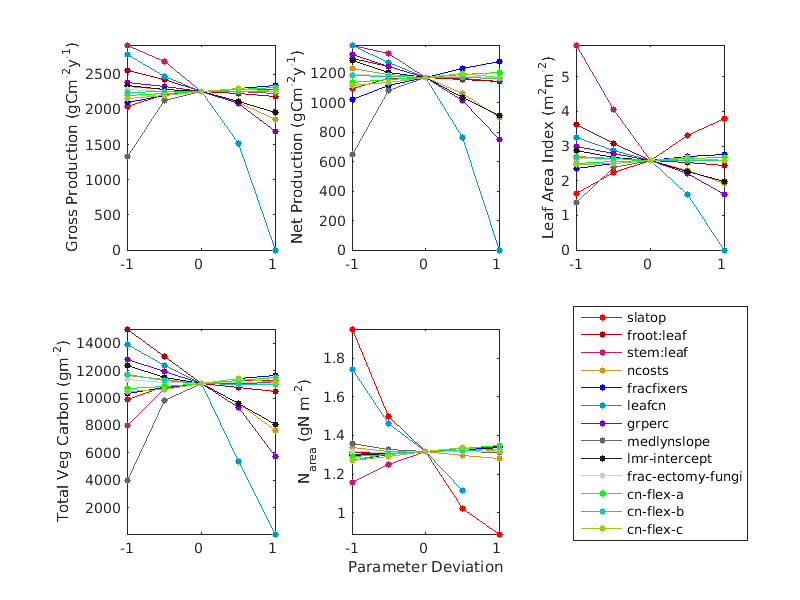 Gross Production (gCm⁻²y⁻¹)
2500
2000
1500
1000
500
0
-1 0 1
Net Production (gCm⁻²y⁻¹)
1200
1000
800
600
400
200
0
-1 0 1
Leaf Area Index (m²m⁻²)
5
4
3
2
1
0
-1 0 1
Total Veg Carbon (gm⁻²)
14000
12000
10000
8000
6000
4000
2000
-1 0 1
N_area (gN m⁻²)
1.8
1.6
1.4
1.2
1
-1 0 1
Parameter Deviation
slatop
froot:leaf
stem:leaf
ncosts
fracfixers
leafcn
grperc
medlynslope
lmr-intercept
frac-ectomy-fungi
cn-flex-a
cn-flex-b
cn-flex-c